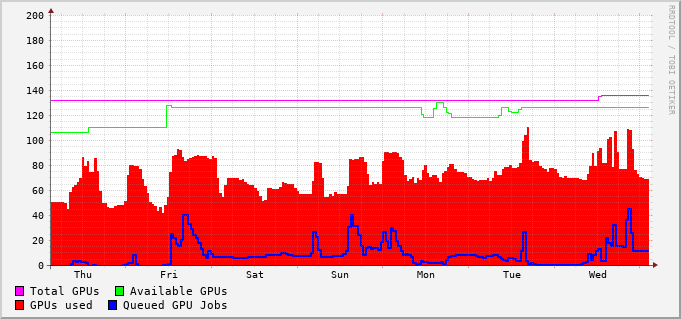 200
180
160
140
120
100
80
60
40
20
0
Thu Fri Sat Sun Mon Tue Wed
Total GPUs Available GPUs
GPUs used Queued GPU Jobs
RRDTOOL / TOBI OETIKER